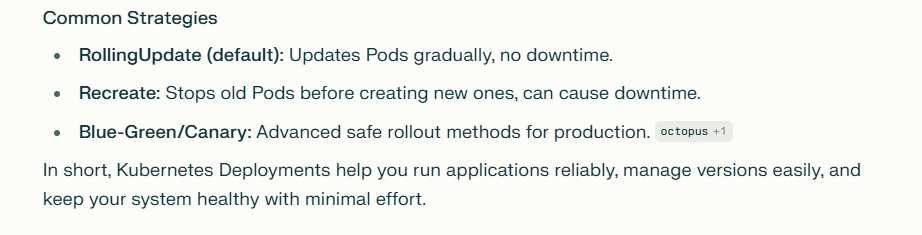 Common Strategies
• RollingUpdate (default): Updates Pods gradually, no downtime.
• Recreate: Stops old Pods before creating new ones, can cause downtime.
• Blue-Green/Canary: Advanced safe rollout methods for production. octopus +1
In short, Kubernetes Deployments help you run applications reliably, manage versions easily, and
keep your system healthy with minimal effort.